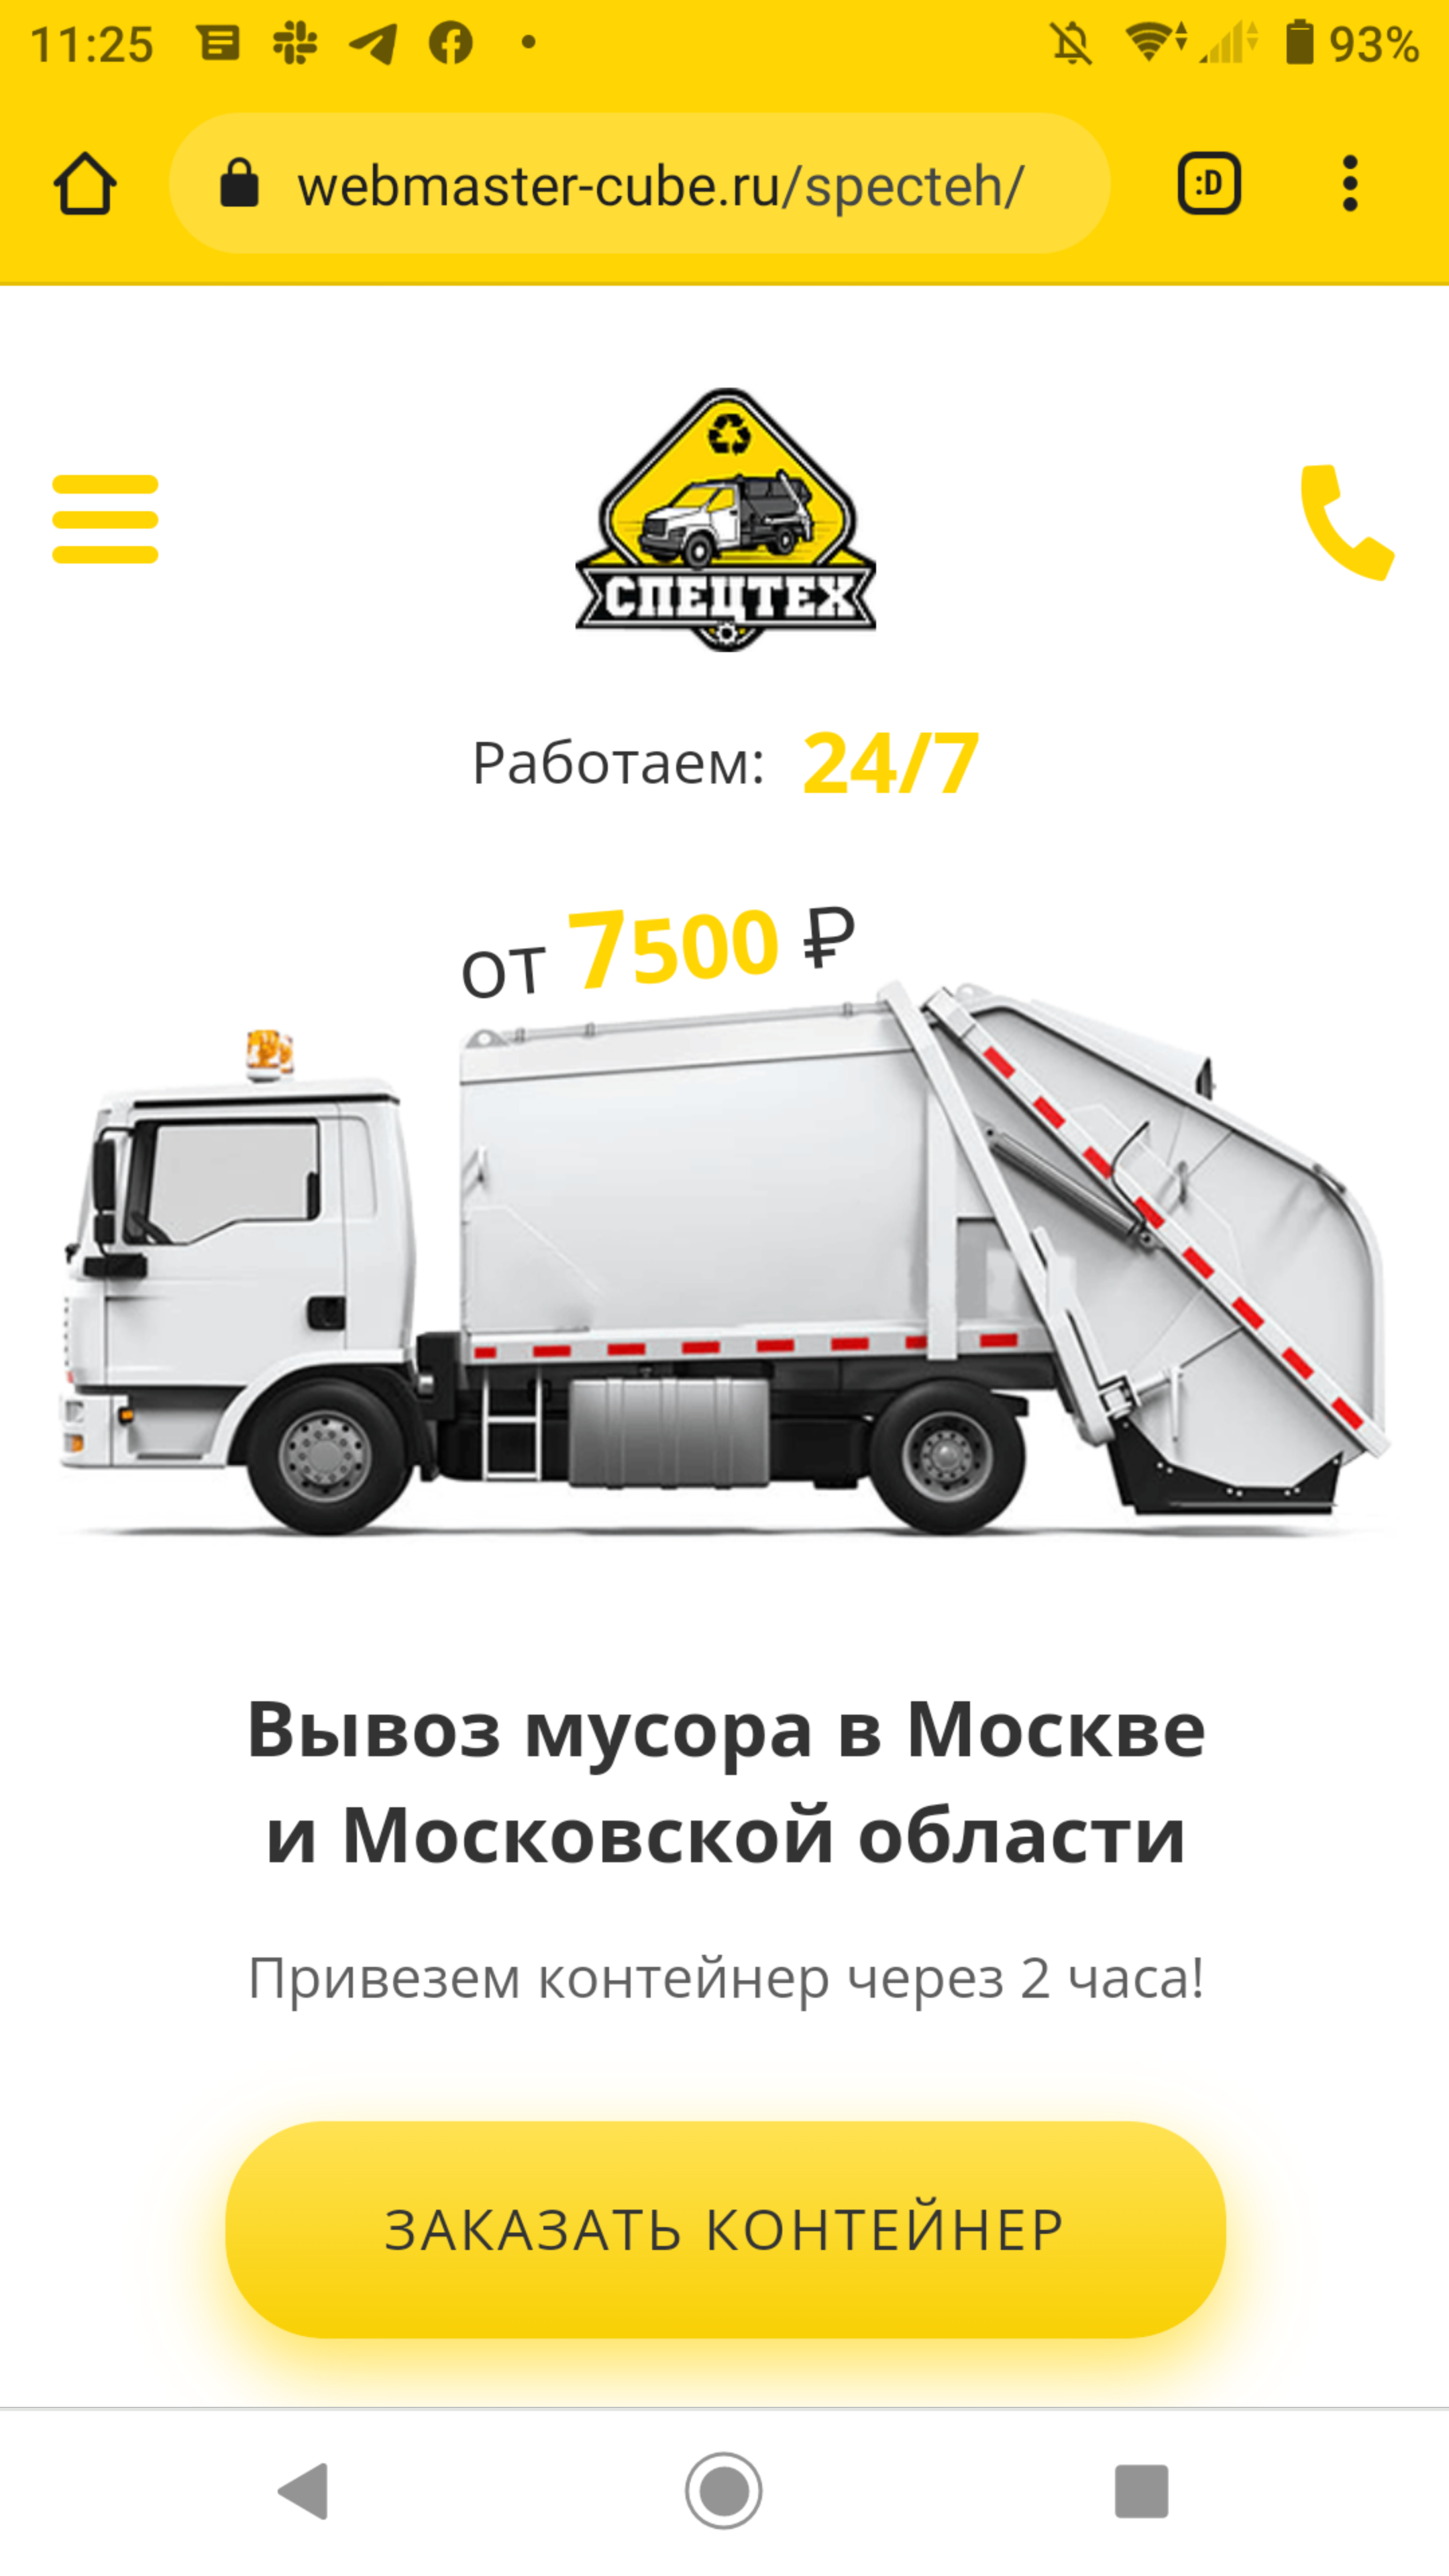 11:25
93%
webmaster-cube.ru/specteh/
:D
СПЕЦТЕХ
Работаем: 24/7
от 7500 ₽
Вывоз мусора в Москве
и Московской области
Привезем контейнер через 2 часа!
ЗАКАЗАТЬ КОНТЕЙНЕР